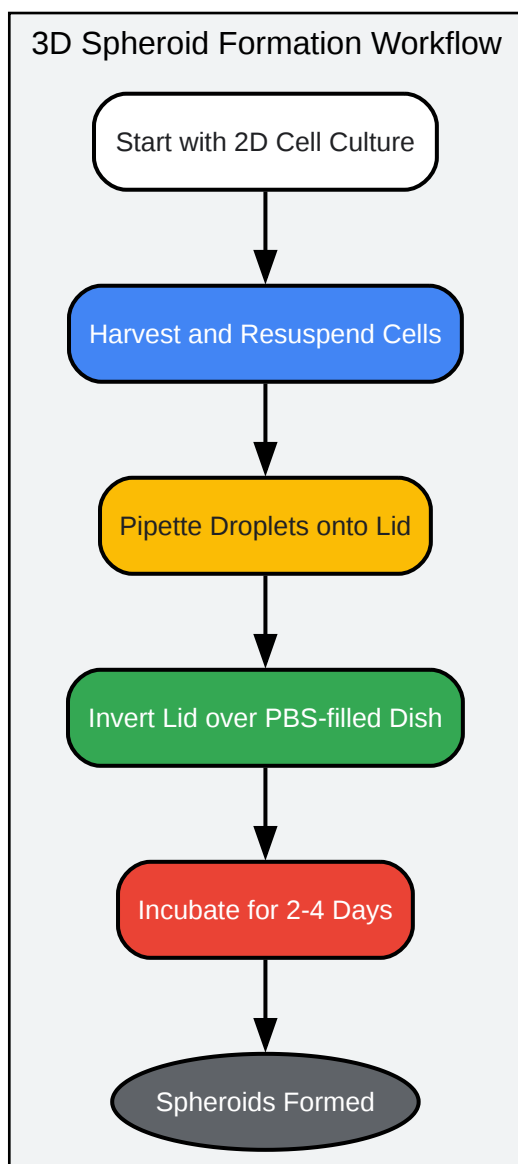 3D Spheroid Formation Workflow
Start with 2D Cell Culture
Harvest and Resuspend Cells
Pipette Droplets onto Lid
Invert Lid over PBS-filled Dish
Incubate for 2-4 Days
Spheroids Formed